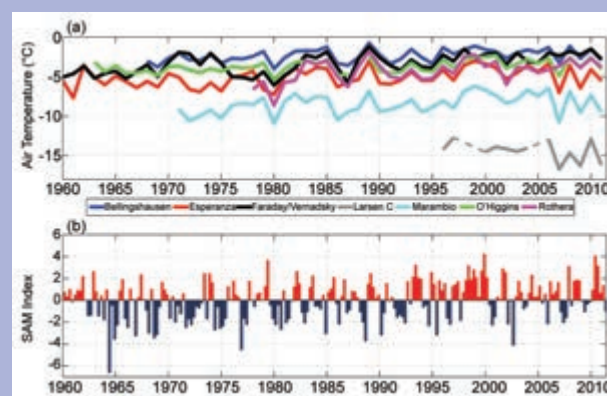 (a)
Air Temperature (°C)
0
-5
-10
-15
1960 1965 1970 1975 1980 1985 1990 1995 2000 2005 2010
Bellingshausen Esperanza Faraday/Vernadsky Larsen C Marambio O'Higgins Rothera
(b)
SAM Index
6
4
2
0
-2
-4
-6
1960 1965 1970 1975 1980 1985 1990 1995 2000 2005 2010